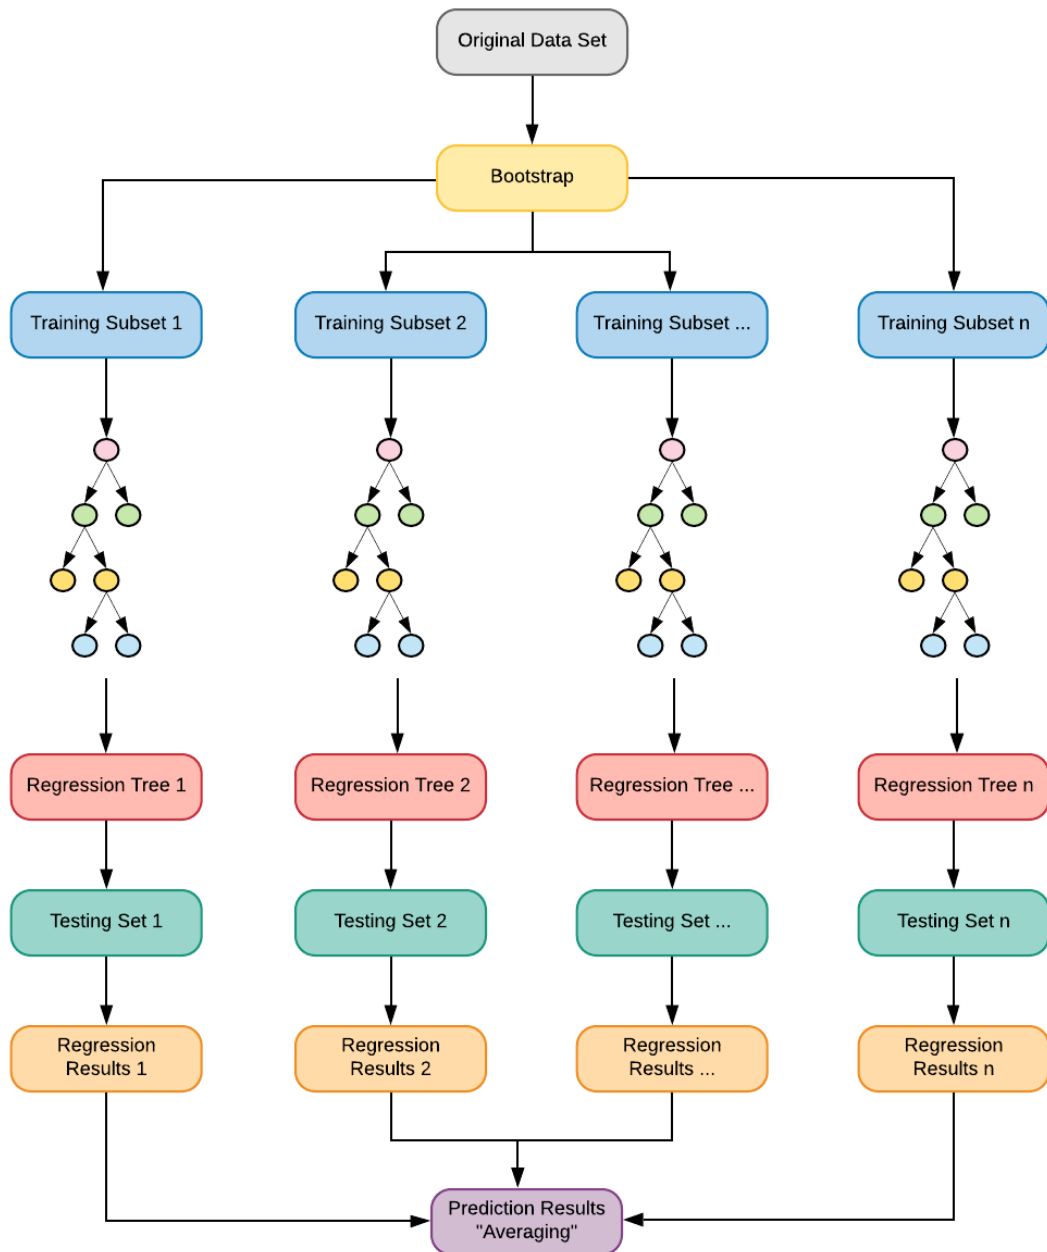 Original Data Set
Bootstrap
Training Subset 1
Training Subset 2
Training Subset ...
Training Subset n
Regression Tree 1
Regression Tree 2
Regression Tree ...
Regression Tree n
Testing Set 1
Testing Set 2
Testing Set ...
Testing Set n
Regression
Results 1
Regression
Results 2
Regression
Results ...
Regression
Results n
Prediction Results
"Averaging"